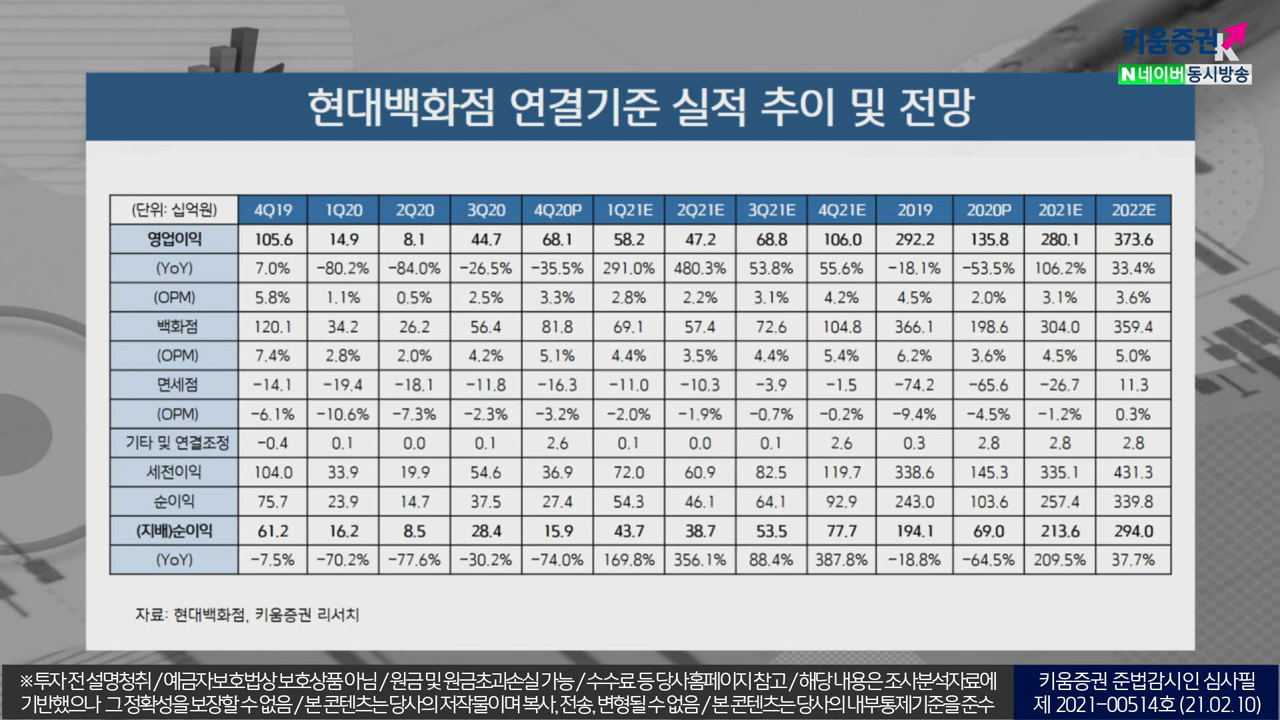 키움증권
N 네이버 동시방송
현대백화점 연결기준 실적 추이 및 전망
(단위: 십억원) 4Q19 1Q20 2Q20 3Q20 4Q20P 1Q21E 2Q21E 3Q21E 4Q21E 2019 2020P 2021E 2022E
영업이익 105.6 14.9 8.1 44.7 68.1 58.2 47.2 68.8 106.0 292.2 135.8 280.1 373.6
(YoY) 7.0% -80.2% -84.0% -26.5% -35.5% 291.0% 480.3% 53.8% 55.6% -18.1% -53.5% 106.2% 33.4%
(OPM) 5.8% 1.1% 0.5% 2.5% 3.3% 2.8% 2.2% 3.1% 4.2% 4.5% 2.0% 3.1% 3.6%
백화점 120.1 34.2 26.2 56.4 81.8 69.1 57.4 72.6 104.8 366.1 198.6 304.0 359.4
(OPM) 7.4% 2.8% 2.0% 4.2% 5.1% 4.4% 3.5% 4.4% 5.4% 6.2% 3.6% 4.5% 5.0%
면세점 -14.1 -19.4 -18.1 -11.8 -16.3 -11.0 -10.3 -3.9 -1.5 -74.2 -65.6 -26.7 11.3
(OPM) -6.1% -10.6% -7.3% -2.3% -3.2% -2.0% -1.9% -0.7% -0.2% -9.4% -4.5% -1.2% 0.3%
기타 및 연결조정 -0.4 0.1 0.0 0.1 2.6 0.1 0.0 0.1 2.6 0.3 2.8 2.8 2.8
세전이익 104.0 33.9 19.9 54.6 36.9 72.0 60.9 82.5 119.7 338.6 145.3 335.1 431.3
순이익 75.7 23.9 14.7 37.5 27.4 54.3 46.1 64.1 92.9 243.0 103.6 257.4 339.8
(지배)순이익 61.2 16.2 8.5 28.4 15.9 43.7 38.7 53.5 77.7 194.1 69.0 213.6 294.0
(YoY) -7.5% -70.2% -77.6% -30.2% -74.0% 169.8% 356.1% 88.4% 387.8% -18.8% -64.5% 209.5% 37.7%
자료: 현대백화점, 키움증권 리서치
※ 투자 전 설명청취 / 예금자보호법상 보호상품 아님 / 원금 및 원금초과손실 가능 / 수수료 등 당사홈페이지 참고 / 해당 내용은 조사분석자료에
기반했으나 그 정확성을 보장할 수 없음 / 본 콘텐츠는 당사의 저작물이며 복사, 전송, 변형될 수 없음 / 본 콘텐츠는 당사의 내부통제기준을 준수
키움증권 준법감시인 심사필
제 2021-00514호 (21.02.10)